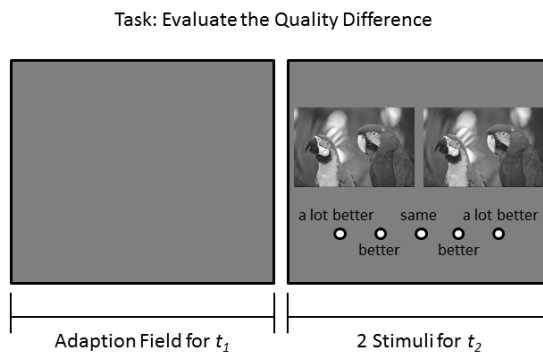 Task: Evaluate the Quality Difference
a lot better same a lot better
better better
Adaption Field for t₁
2 Stimuli for t₂